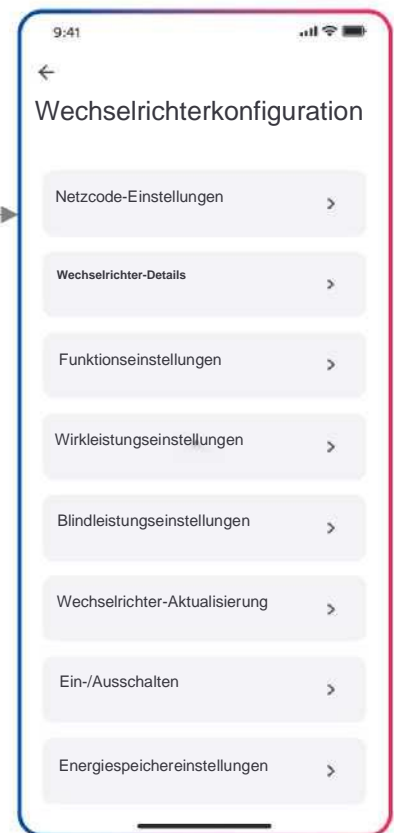 9:41
Wechselrichterkonfiguration
Netzcode-Einstellungen
Wechselrichter-Details
Funktionseinstellungen
Wirkleistungseinstellungen
Blindleistungseinstellungen
Wechselrichter-Aktualisierung
Ein-/Ausschalten
Energiespeichereinstellungen